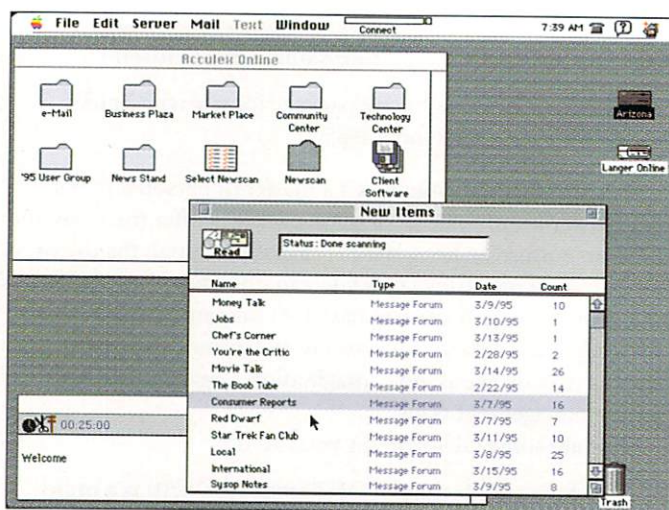 File Edit Server Mail Text Window Connect 7:39 AM
Acculex Online
e-Mail Business Plaza Market Place Community Center Technology Center
'95 User Group News Stand Select Newscan Newscan Client Software
Arizona
Langer Online
New Items
Read Status: Done scanning
Name Type Date Count
Money Talk Message Forum 3/9/95 10
Jobs Message Forum 3/10/95 1
Chef's Corner Message Forum 3/13/95 1
You're the Critic Message Forum 2/28/95 2
Movie Talk Message Forum 3/14/95 26
The Boob Tube Message Forum 2/22/95 14
Consumer Reports Message Forum 3/7/95 16
Red Dwarf Message Forum 3/7/95 7
Star Trek Fan Club Message Forum 3/11/95 10
Local Message Forum 3/8/95 25
International Message Forum 3/15/95 16
Sysop Notes Message Forum 3/9/95 8
00:25:00
Welcome
Trash